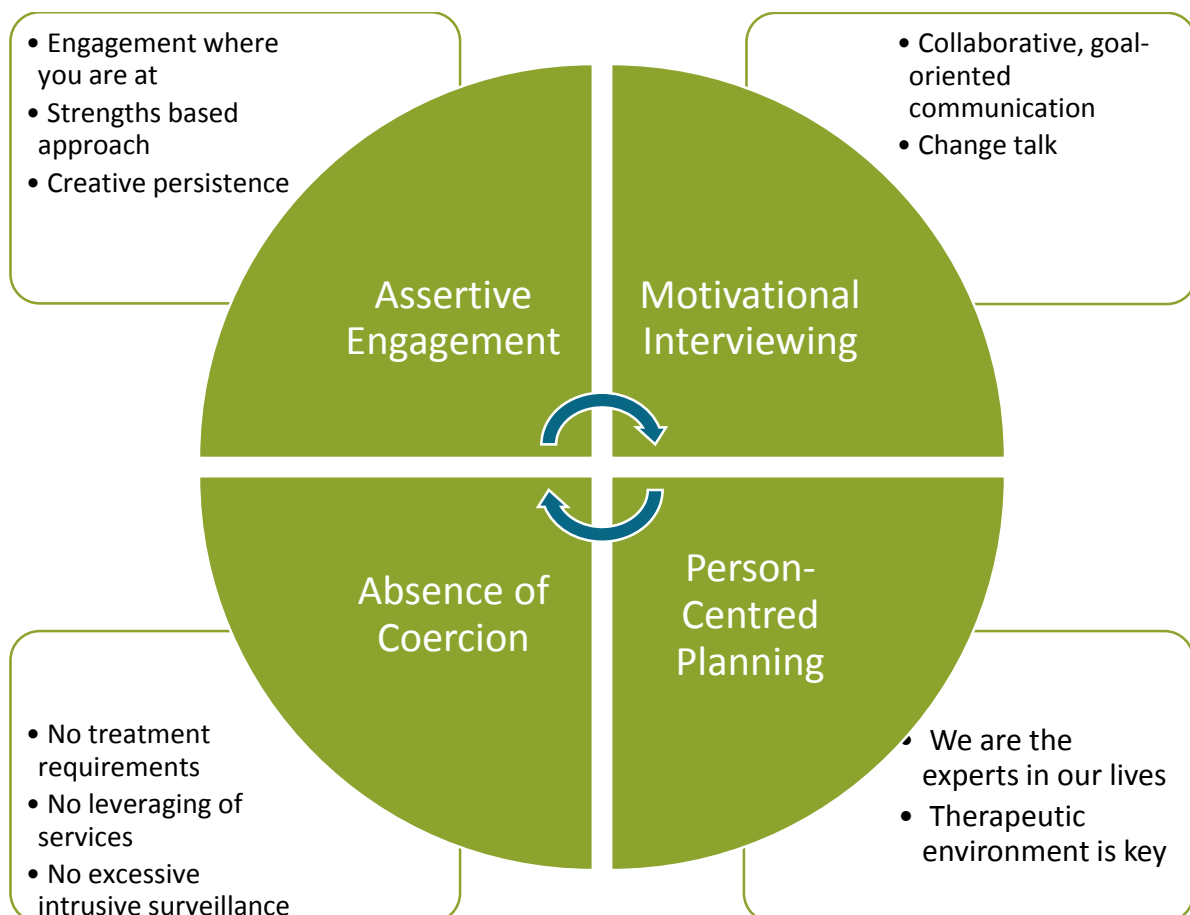 • Engagement where
you are at
• Strengths based
approach
• Creative persistence
• Collaborative, goal-
oriented
communication
• Change talk
Assertive
Engagement
Motivational
Interviewing
Absence of
Coercion
Person-
Centred
Planning
• No treatment
requirements
• No leveraging of
services
• No excessive
intrusive surveillance
• We are the
experts in our lives
• Therapeutic
environment is key